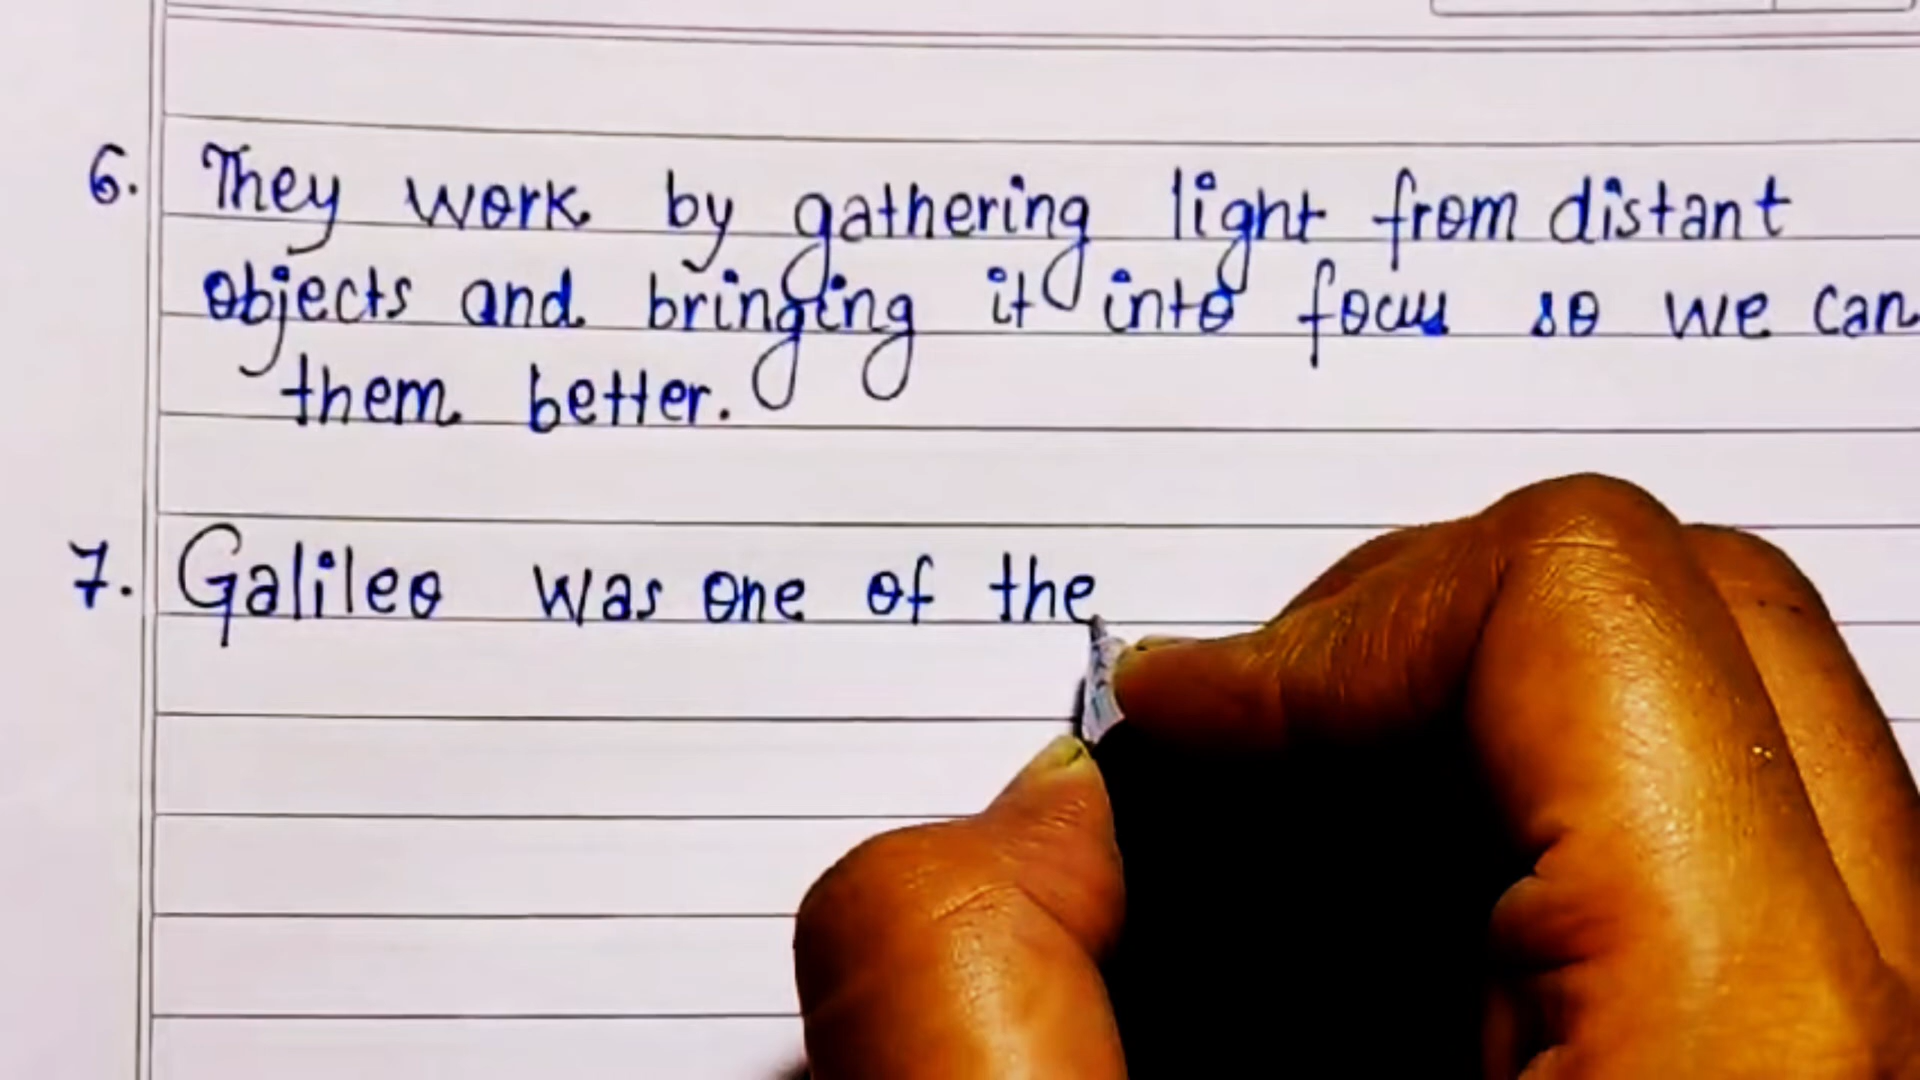 6. They work by gathering light from distant
objects and bringing it into focus so we can
them better.
7. Galileo was one of the